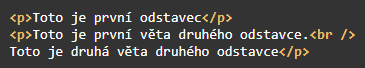 <p>Toto je první odstavec</p>
<p>Toto je první věta druhého odstavce.<br />
Toto je druhá věta druhého odstavce</p>